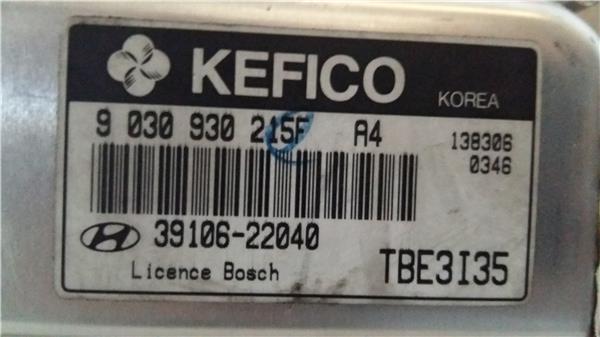 KEFICO
KOREA
9 030 930 215F A4
138306
0346
39106-22040
TBE3I35
Licence Bosch